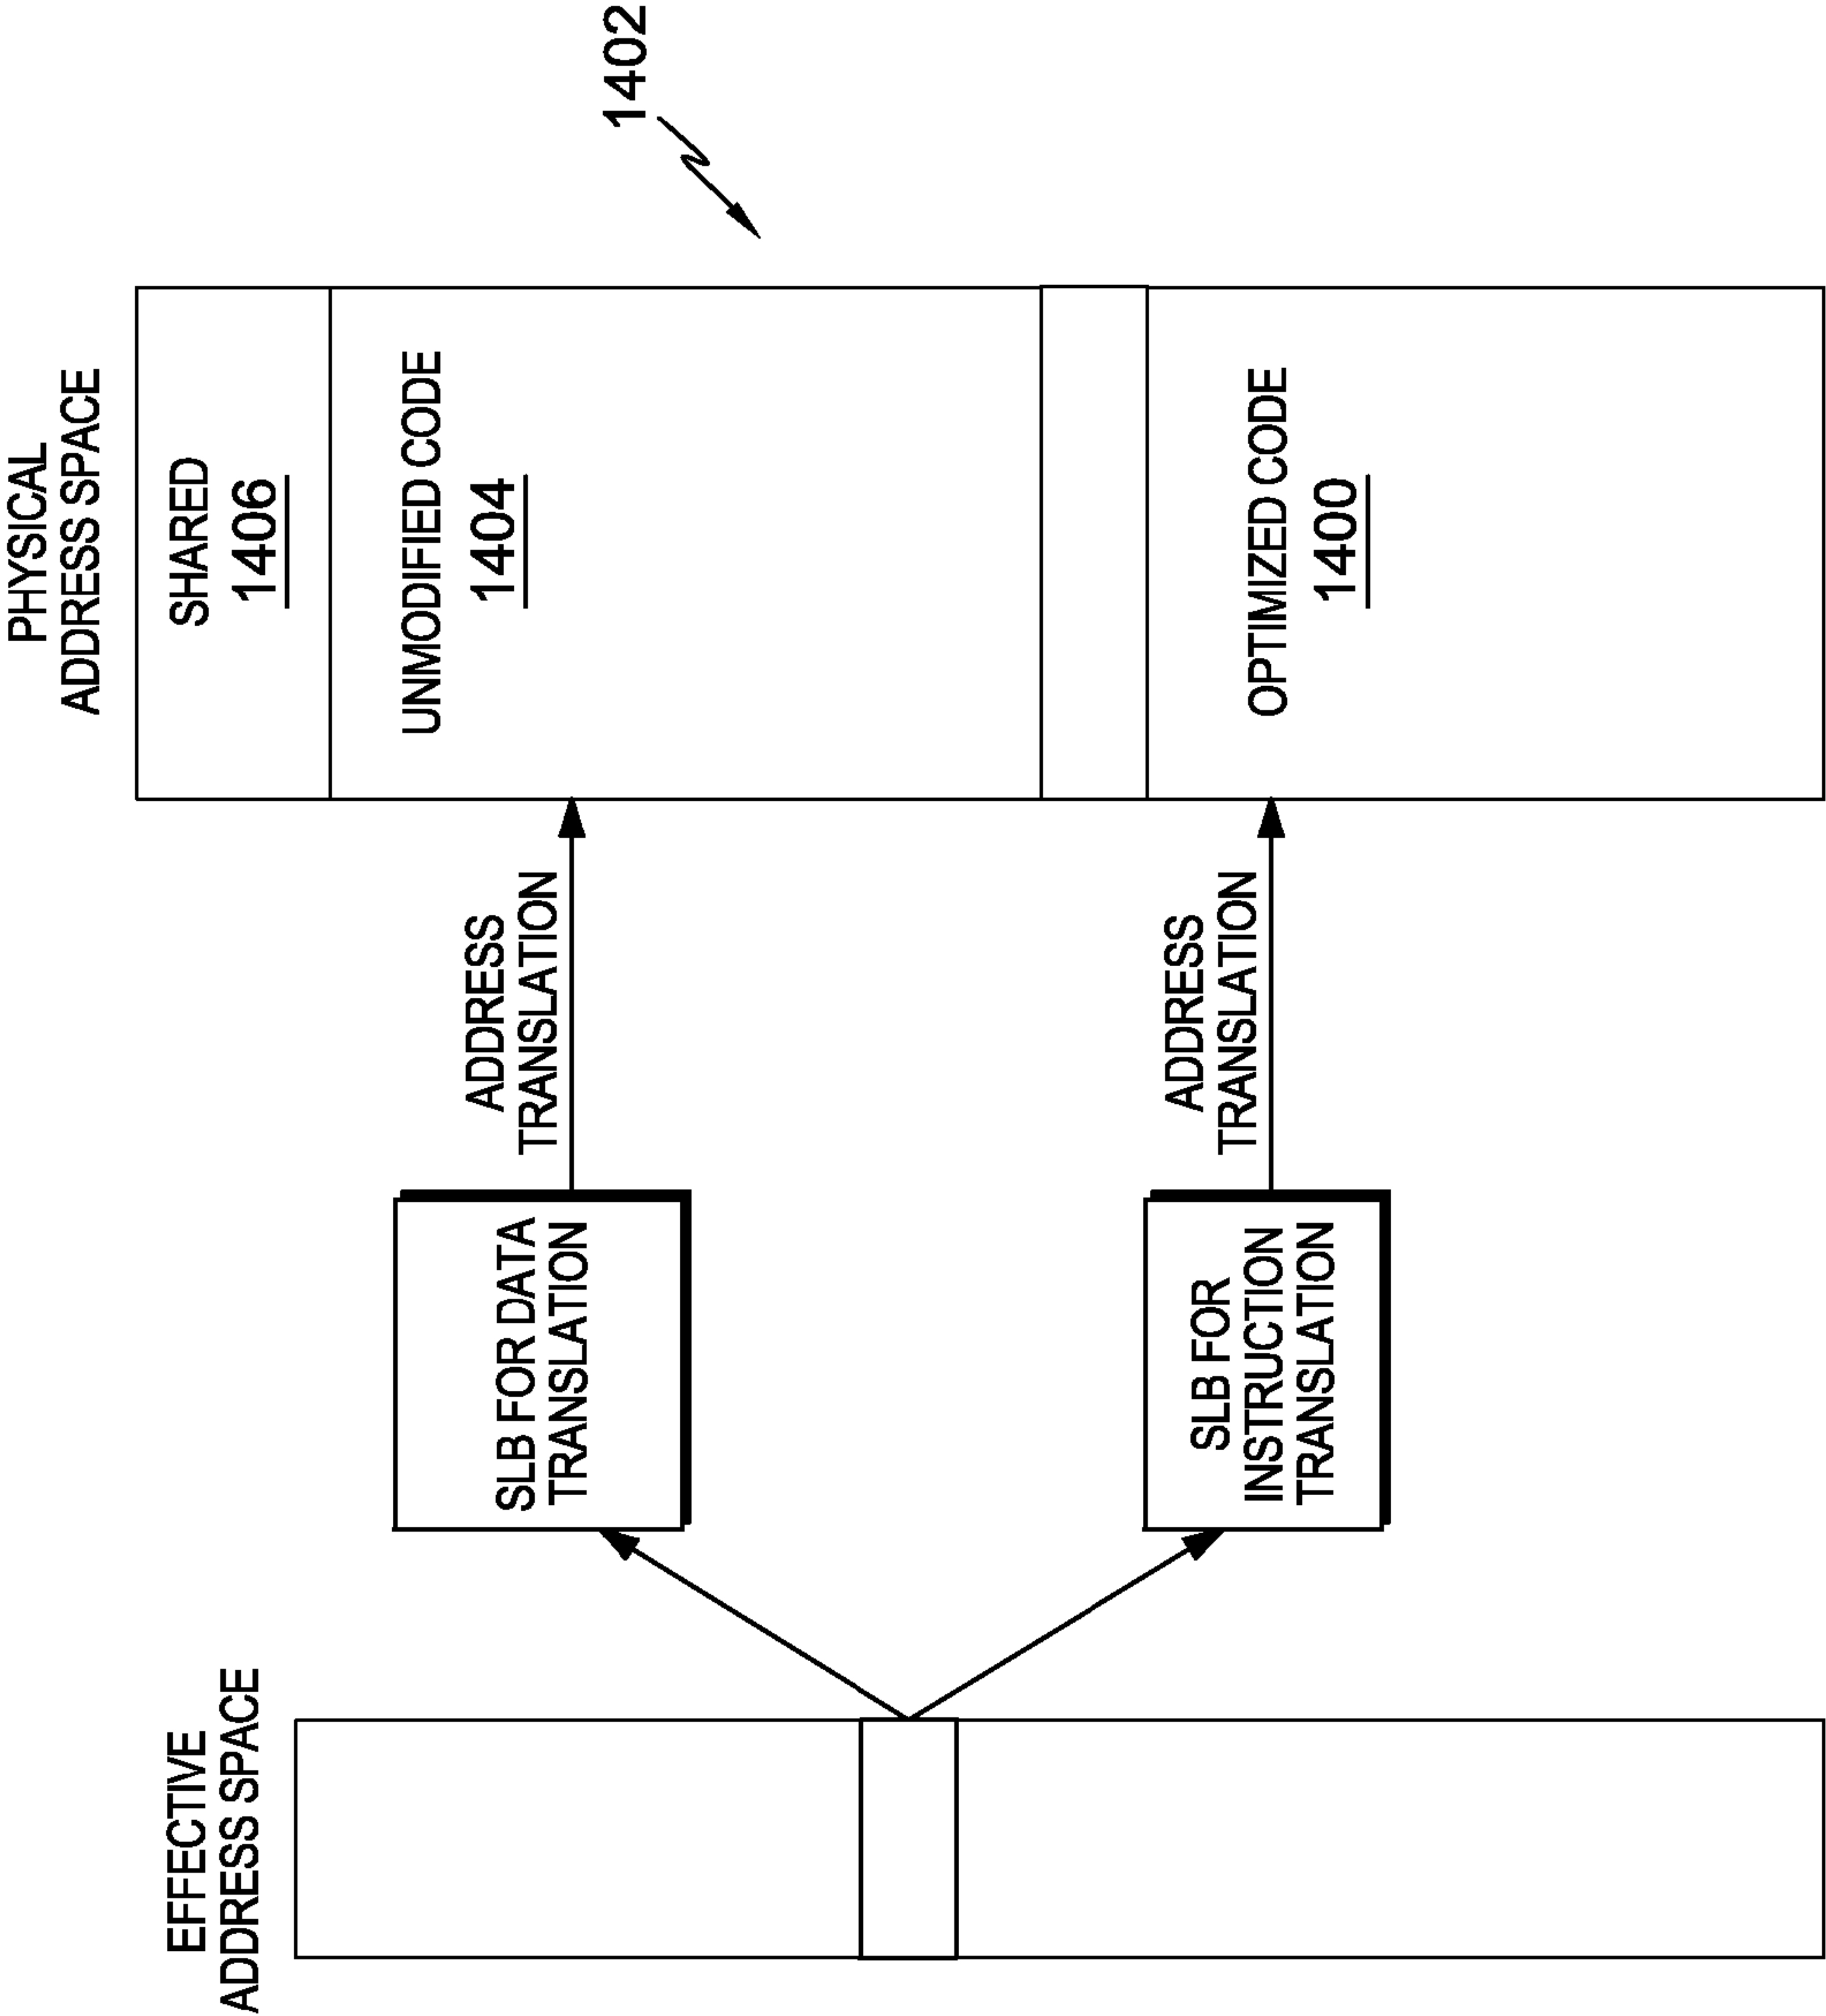 EFFECTIVE
ADDRESS SPACE
SLB FOR DATA
TRANSLATION
ADDRESS
TRANSLATION
SLB FOR
INSTRUCTION
TRANSLATION
ADDRESS
TRANSLATION
PHYSICAL
ADDRESS SPACE
SHARED
1406
UNMODIFIED CODE
1404
OPTIMIZED CODE
1400
1402